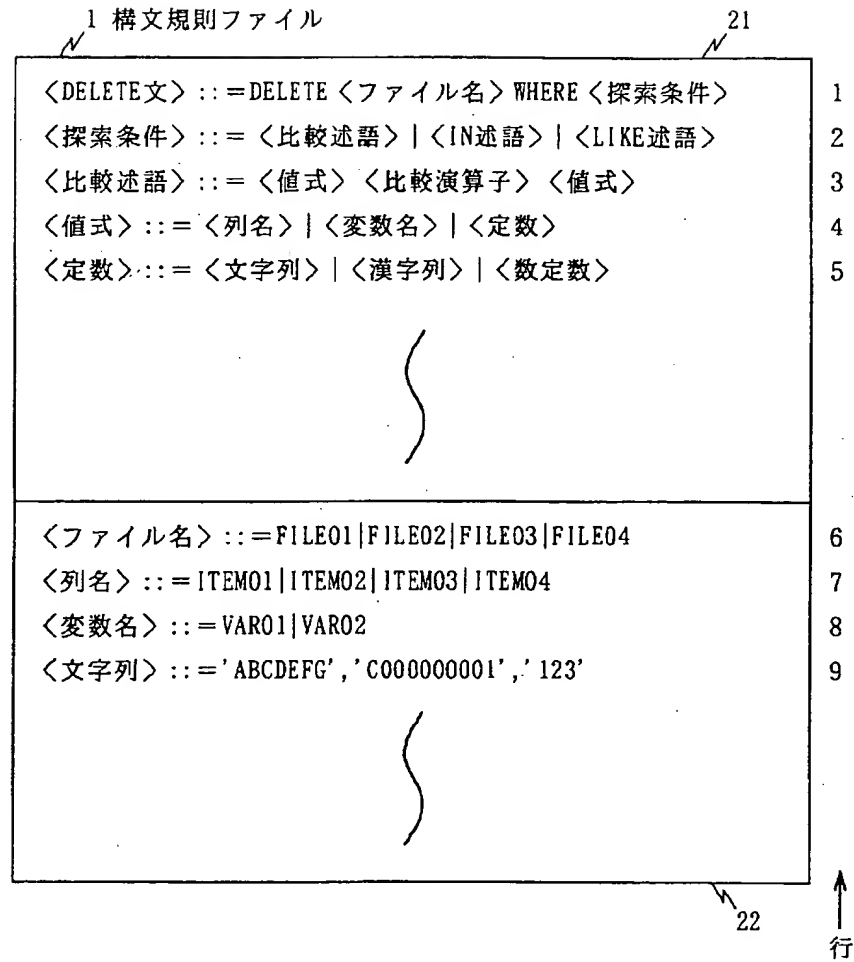 1 構文規則ファイル
21
<DELETE文> ::=DELETE <ファイル名> WHERE <探索条件> 1
<探索条件> ::= <比較述語> | <IN述語> | <LIKE述語> 2
<比較述語> ::= <値式> <比較演算子> <値式> 3
<値式> ::= <列名> | <変数名> | <定数> 4
<定数> ::= <文字列> | <漢字列> | <数定数> 5
<ファイル名> ::=FILE01|FILE02|FILE03|FILE04 6
<列名> ::=ITEM01|ITEM02|ITEM03|ITEM04 7
<変数名> ::=VAR01|VAR02 8
<文字列> ::='ABCDEFG','C000000001','123' 9
22
行